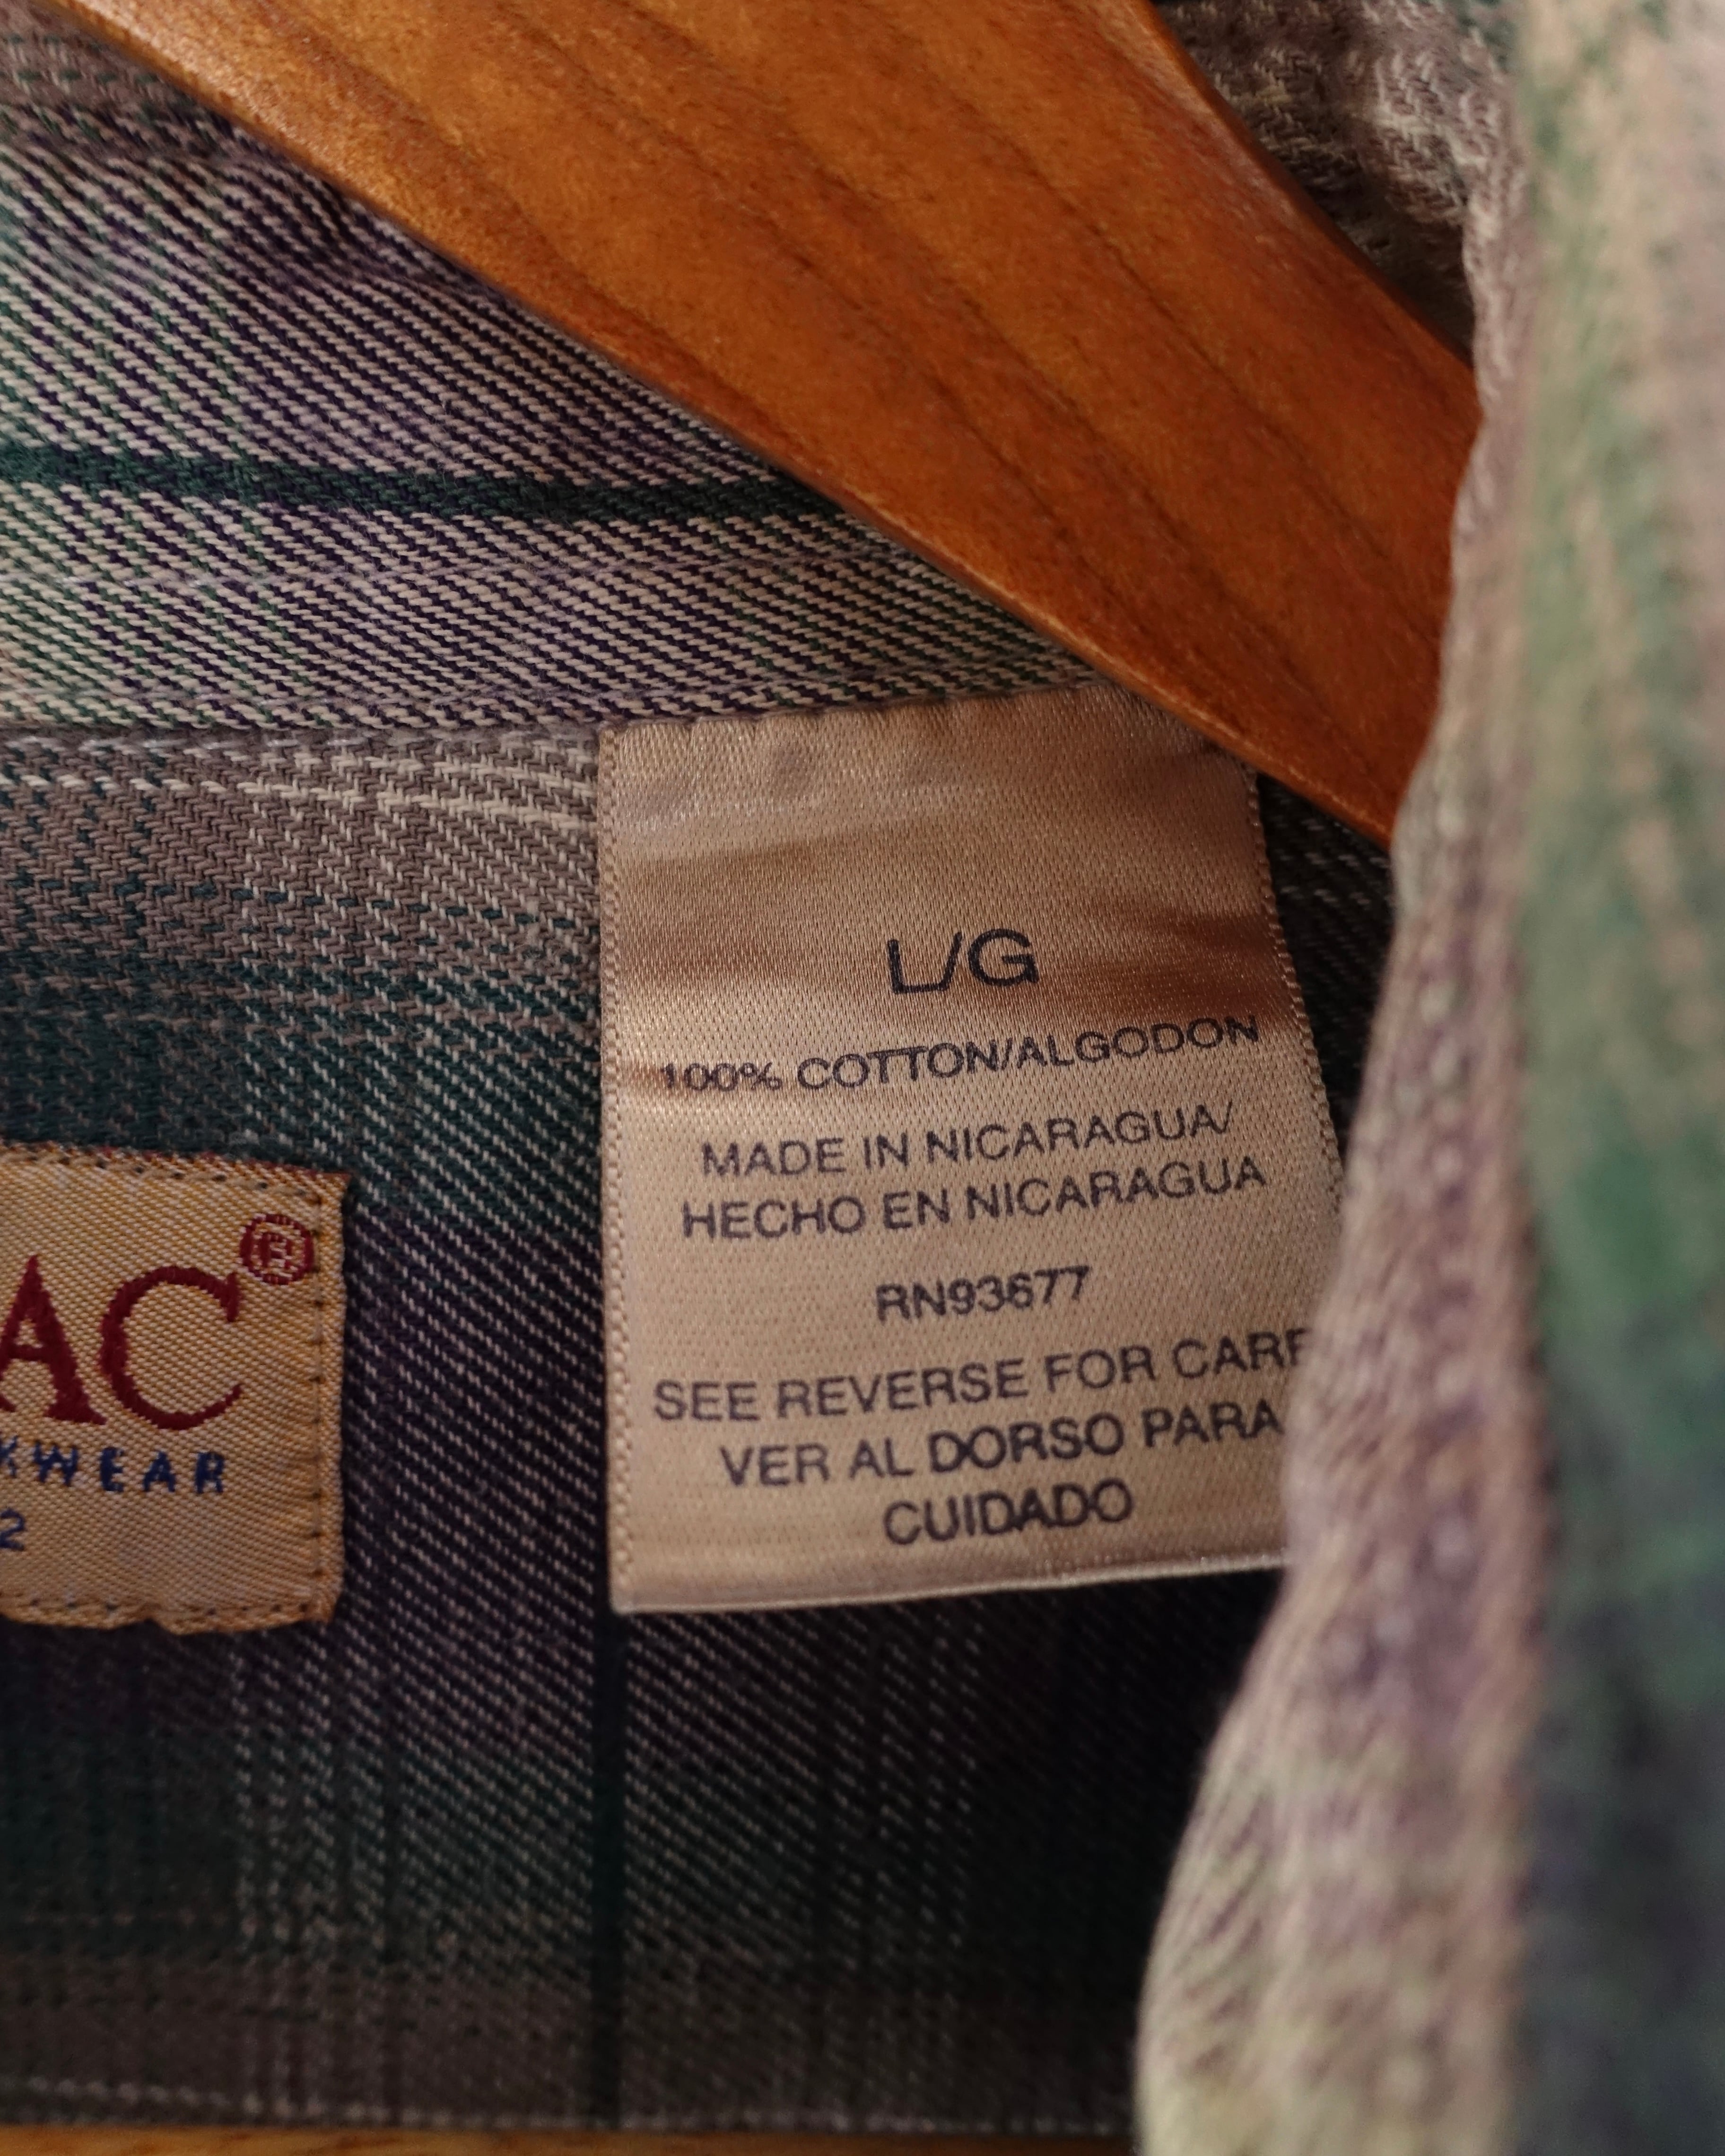 L/G
100% COTTON/ALGODON
MADE IN NICARAGUA/
HECHO EN NICARAGUA
RN93677
SEE REVERSE FOR CARE
VER AL DORSO PARA
CUIDADO
AC®
KWEAR
2